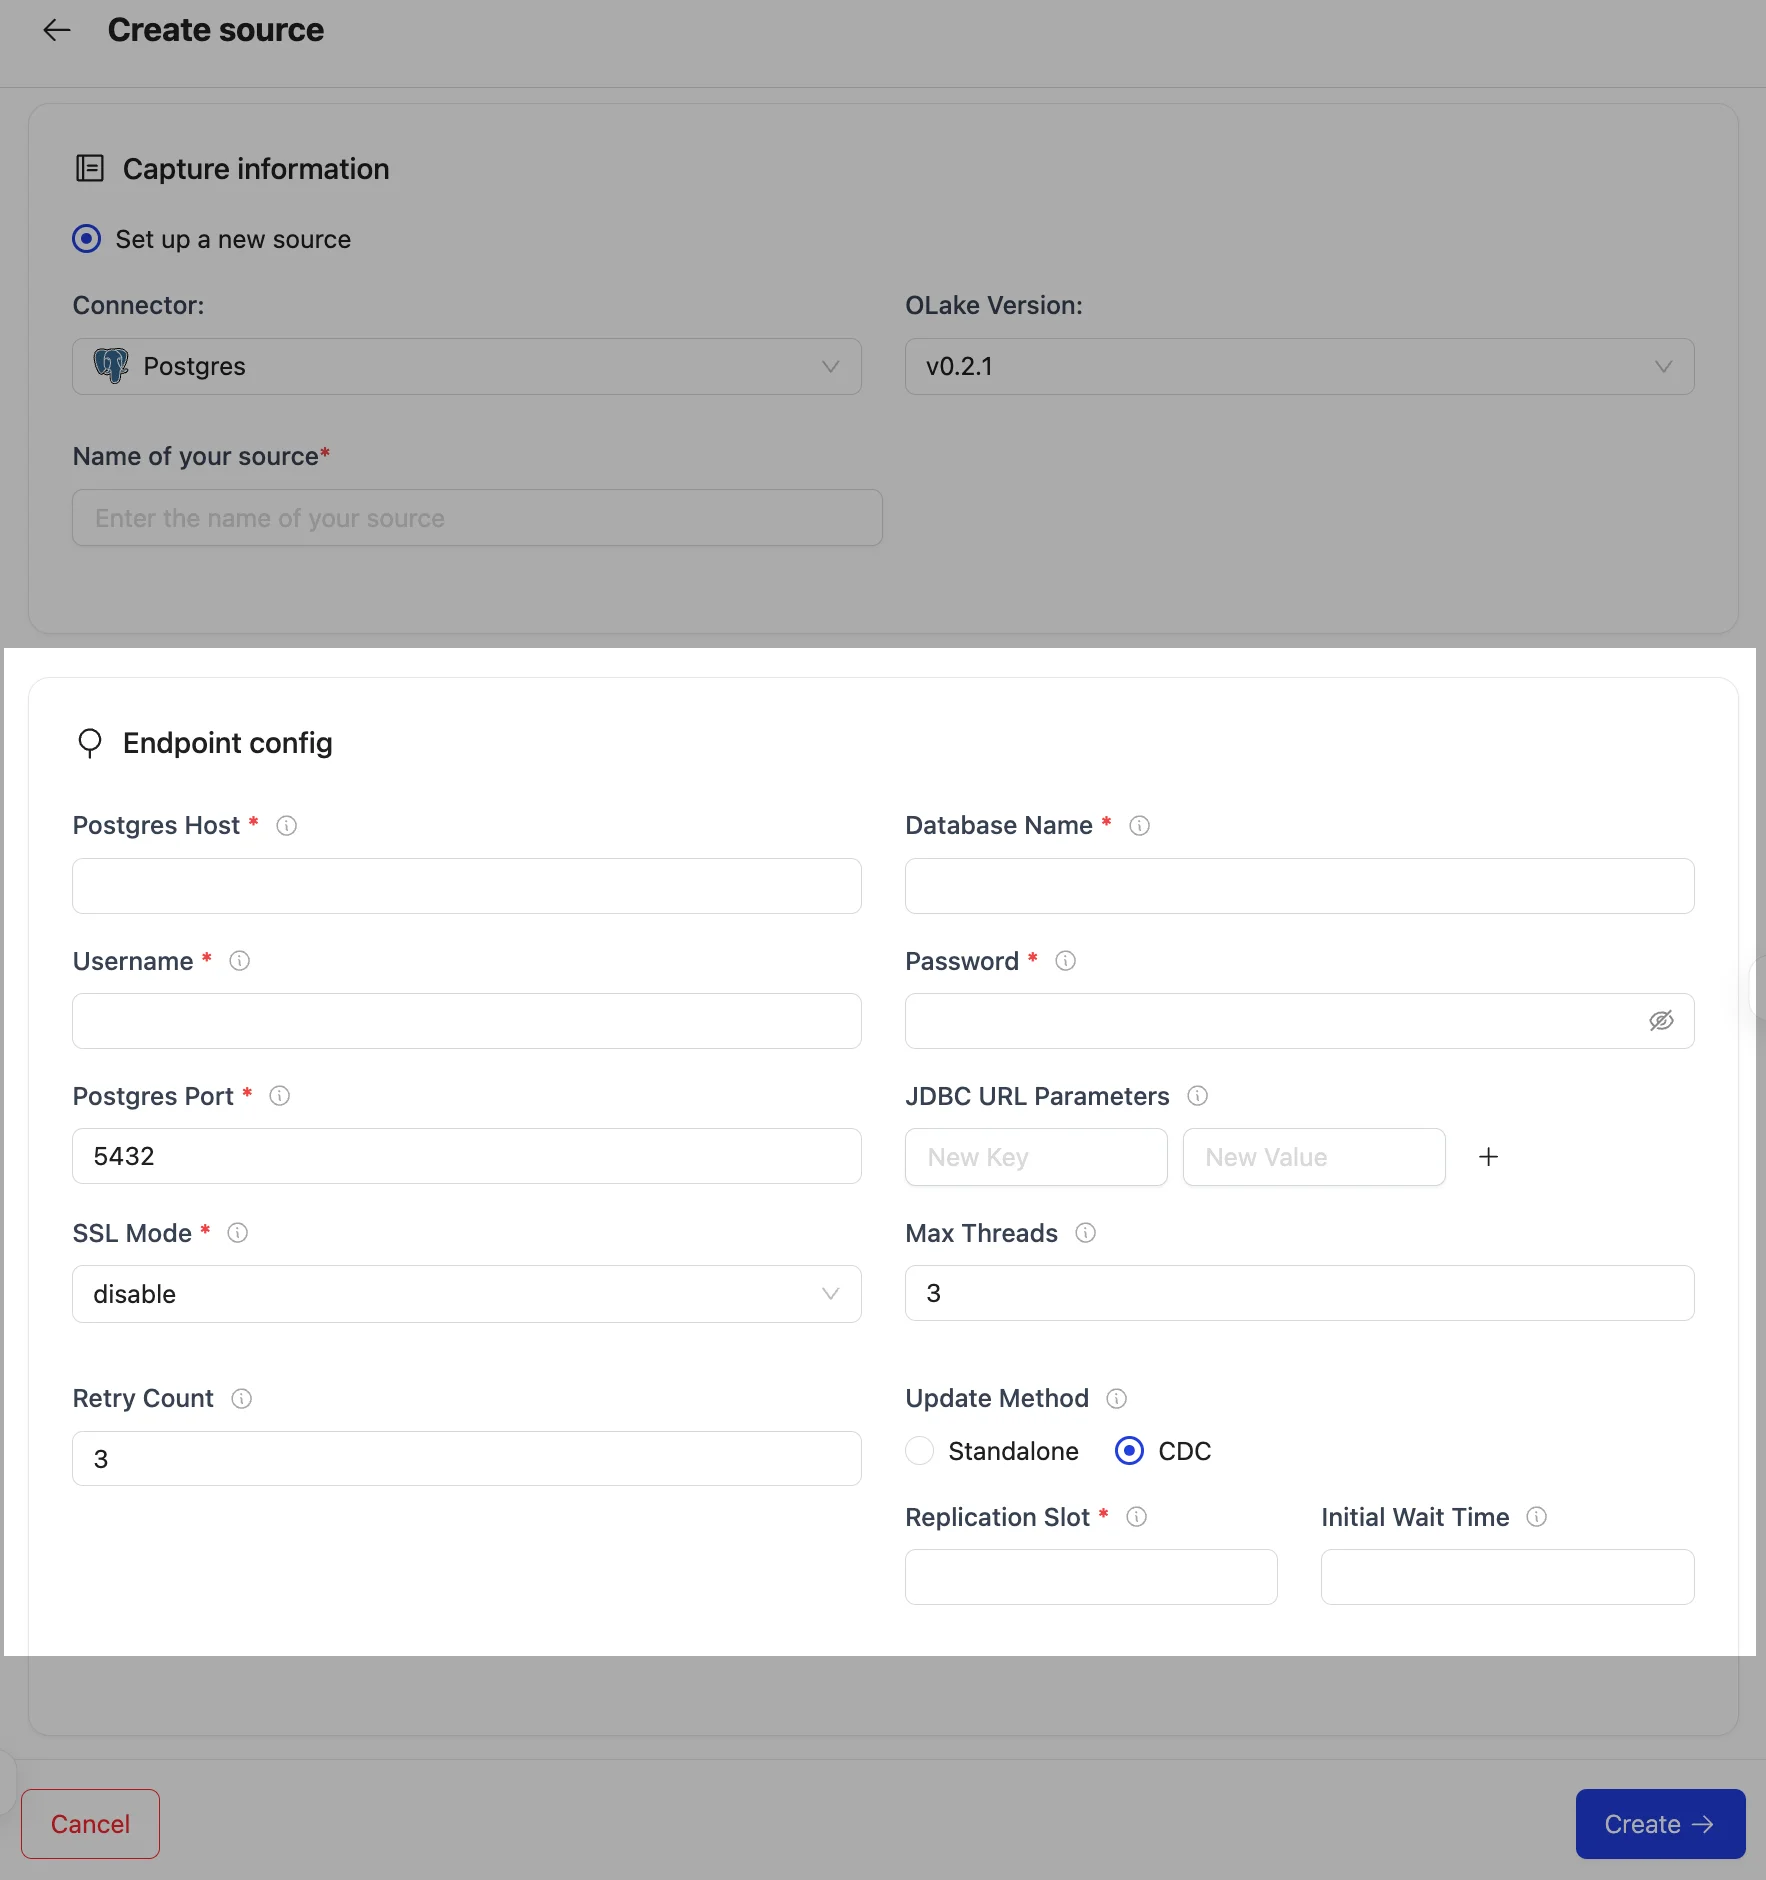 Create source
Capture information
Set up a new source
Connector:
OLake Version:
Postgres
v0.2.1
Name of your source*
Enter the name of your source
Endpoint config
Postgres Host *
Database Name *
Username *
Password *
Postgres Port *
JDBC URL Parameters
5432
New Key
New Value
SSL Mode *
Max Threads
disable
3
Retry Count
Update Method
3
Standalone
CDC
Replication Slot *
Initial Wait Time
Cancel
Create